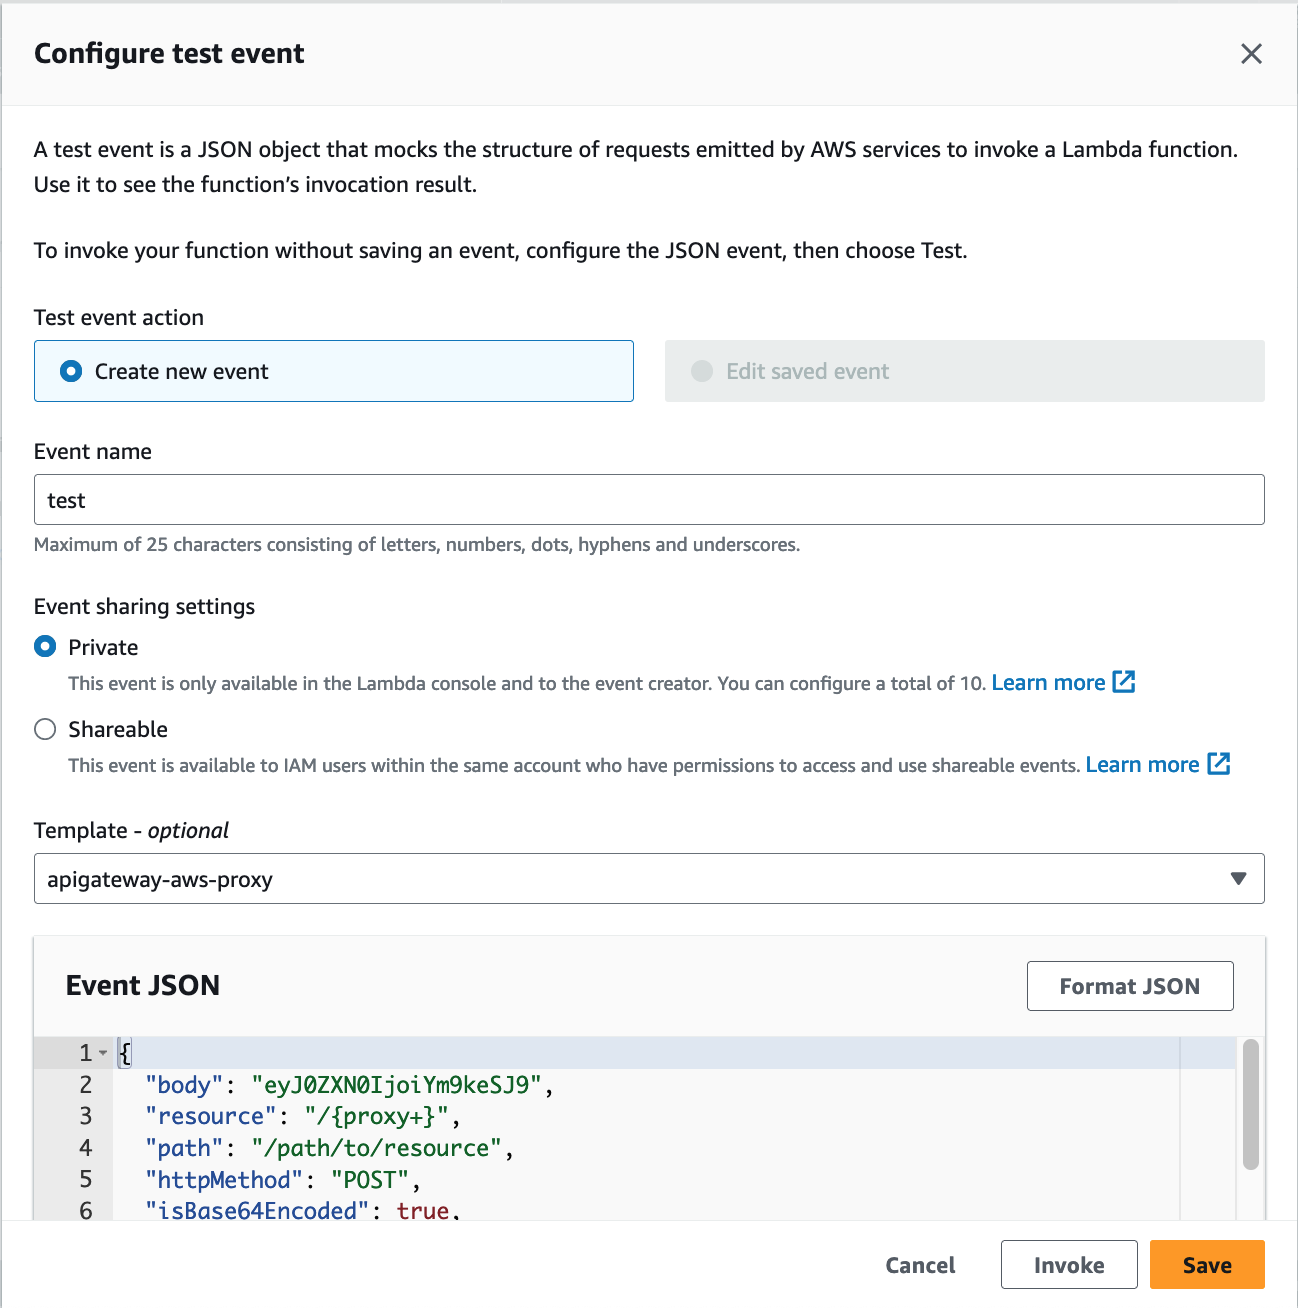 Configure test event
A test event is a JSON object that mocks the structure of requests emitted by AWS services to invoke a Lambda function.
Use it to see the function’s invocation result.
To invoke your function without saving an event, configure the JSON event, then choose Test.
Test event action
Create new event
Edit saved event
Event name
test
Maximum of 25 characters consisting of letters, numbers, dots, hyphens and underscores.
Event sharing settings
Private
This event is only available in the Lambda console and to the event creator. You can configure a total of 10. Learn more
Shareable
This event is available to IAM users within the same account who have permissions to access and use shareable events. Learn more
Template - optional
apigateway-aws-proxy
Event JSON
Format JSON
1 {
2 "body": "eyJ0ZXN0IjoiYm9keSJ9",
3 "resource": "/{proxy+}",
4 "path": "/path/to/resource",
5 "httpMethod": "POST",
6 "isBase64Encoded": true,
Cancel
Invoke
Save